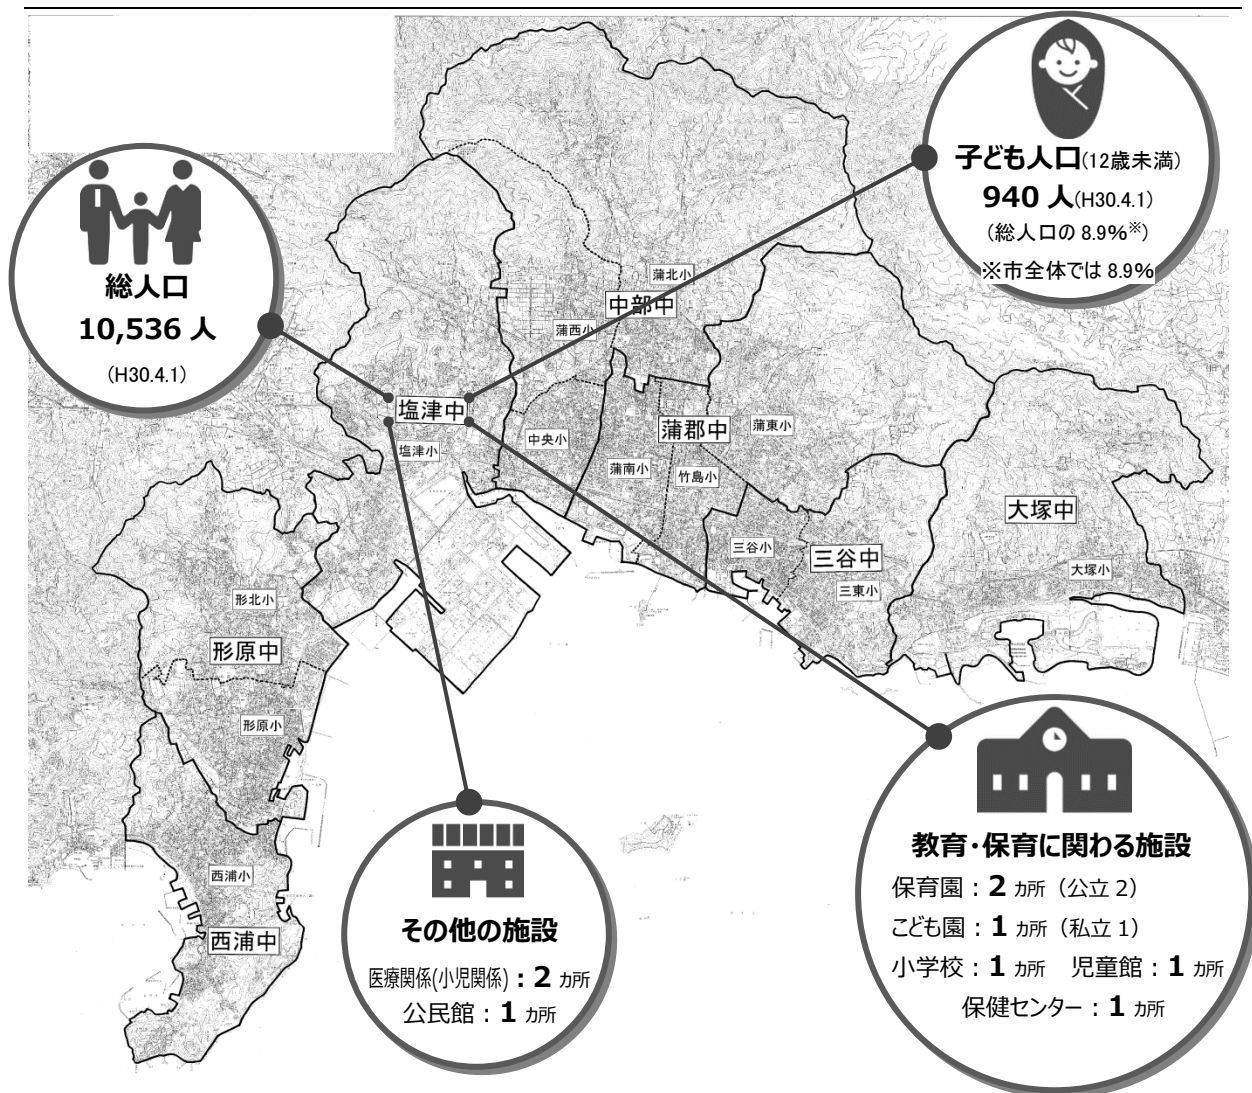 子ども人口(12歳未満)
940 人(H30.4.1)
(総人口の 8.9%※)
※市全体では 8.9%
総人口
10,536 人
(H30.4.1)
蒲北小
中部中
蒲西小
塩津中
塩津小
中央小
蒲郡中
蒲東小
蒲南小
竹島小
大塚中
大塚小
三谷小
三谷中
三東小
形北小
形原中
形原小
西浦小
西浦中
その他の施設
医療関係(小児関係)：2 カ所
公民館：1 カ所
教育・保育に関わる施設
保育園：2 カ所（公立 2）
こども園：1 カ所（私立 1）
小学校：1 カ所　児童館：1 カ所
保健センター：1 カ所